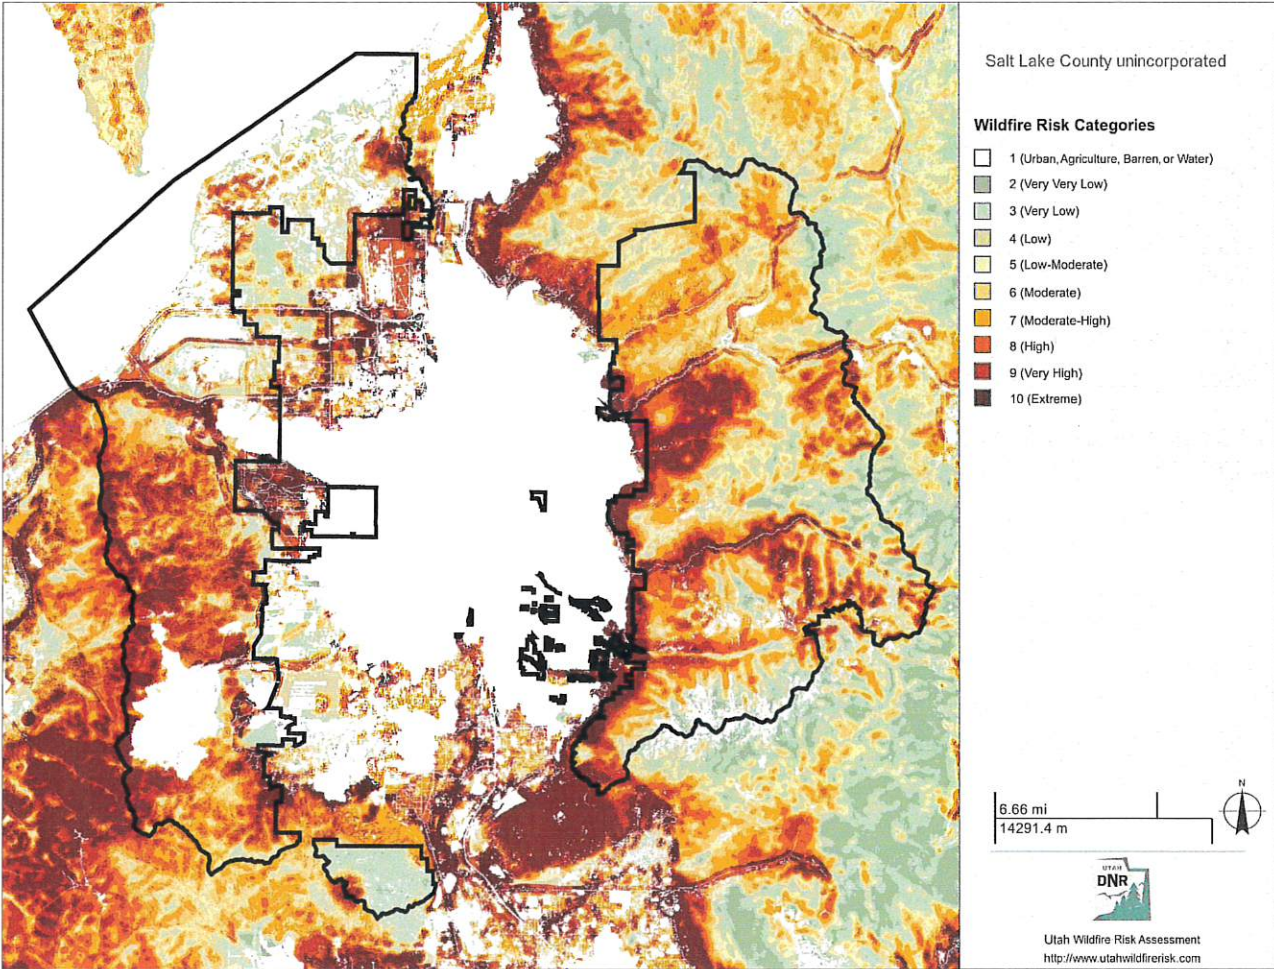 Salt Lake County unincorporated
Wildfire Risk Categories
1 (Urban, Agriculture, Barren, or Water)
2 (Very Very Low)
3 (Very Low)
4 (Low)
5 (Low-Moderate)
6 (Moderate)
7 (Moderate-High)
8 (High)
9 (Very High)
10 (Extreme)
N
6.66 mi
14291.4 m
UTAH
DNR
Utah Wildfire Risk Assessment
http://www.utahwildfirerisk.com